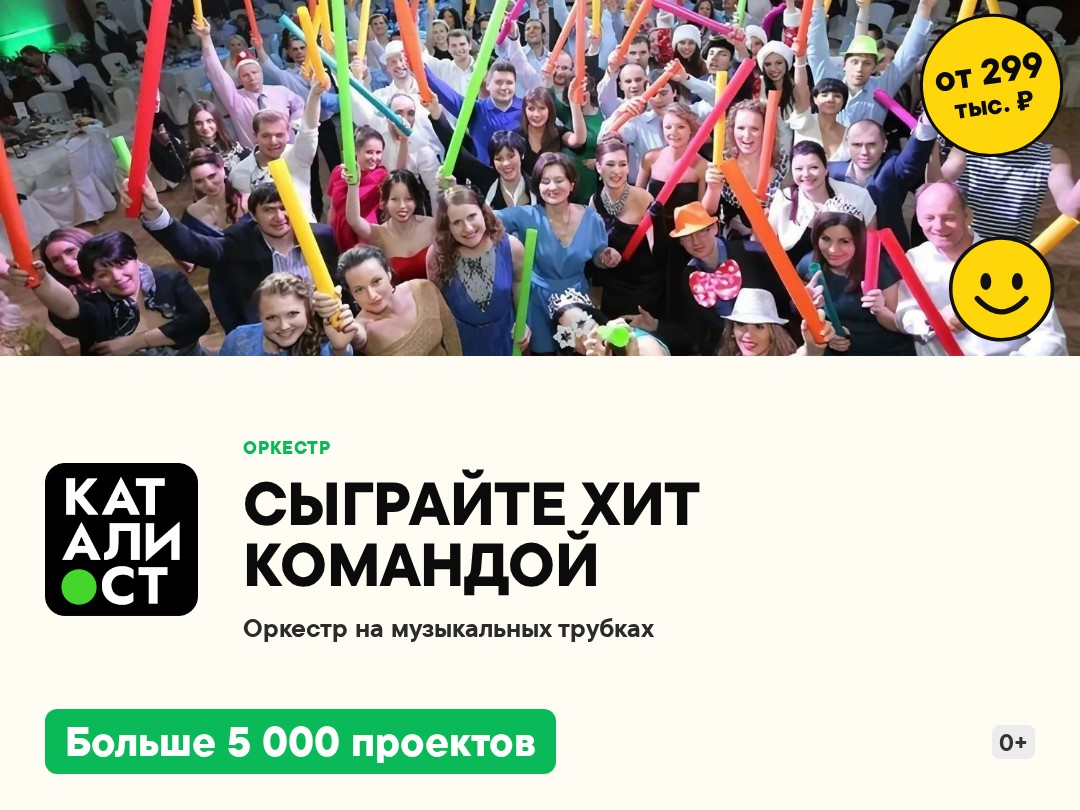 от 299
тыс. ₽
ОРКЕСТР
КАТ
АЛИ
СТ
СЫГРАЙТЕ ХИТ
КОМАНДОЙ
Оркестр на музыкальных трубках
Больше 5 000 проектов
0+